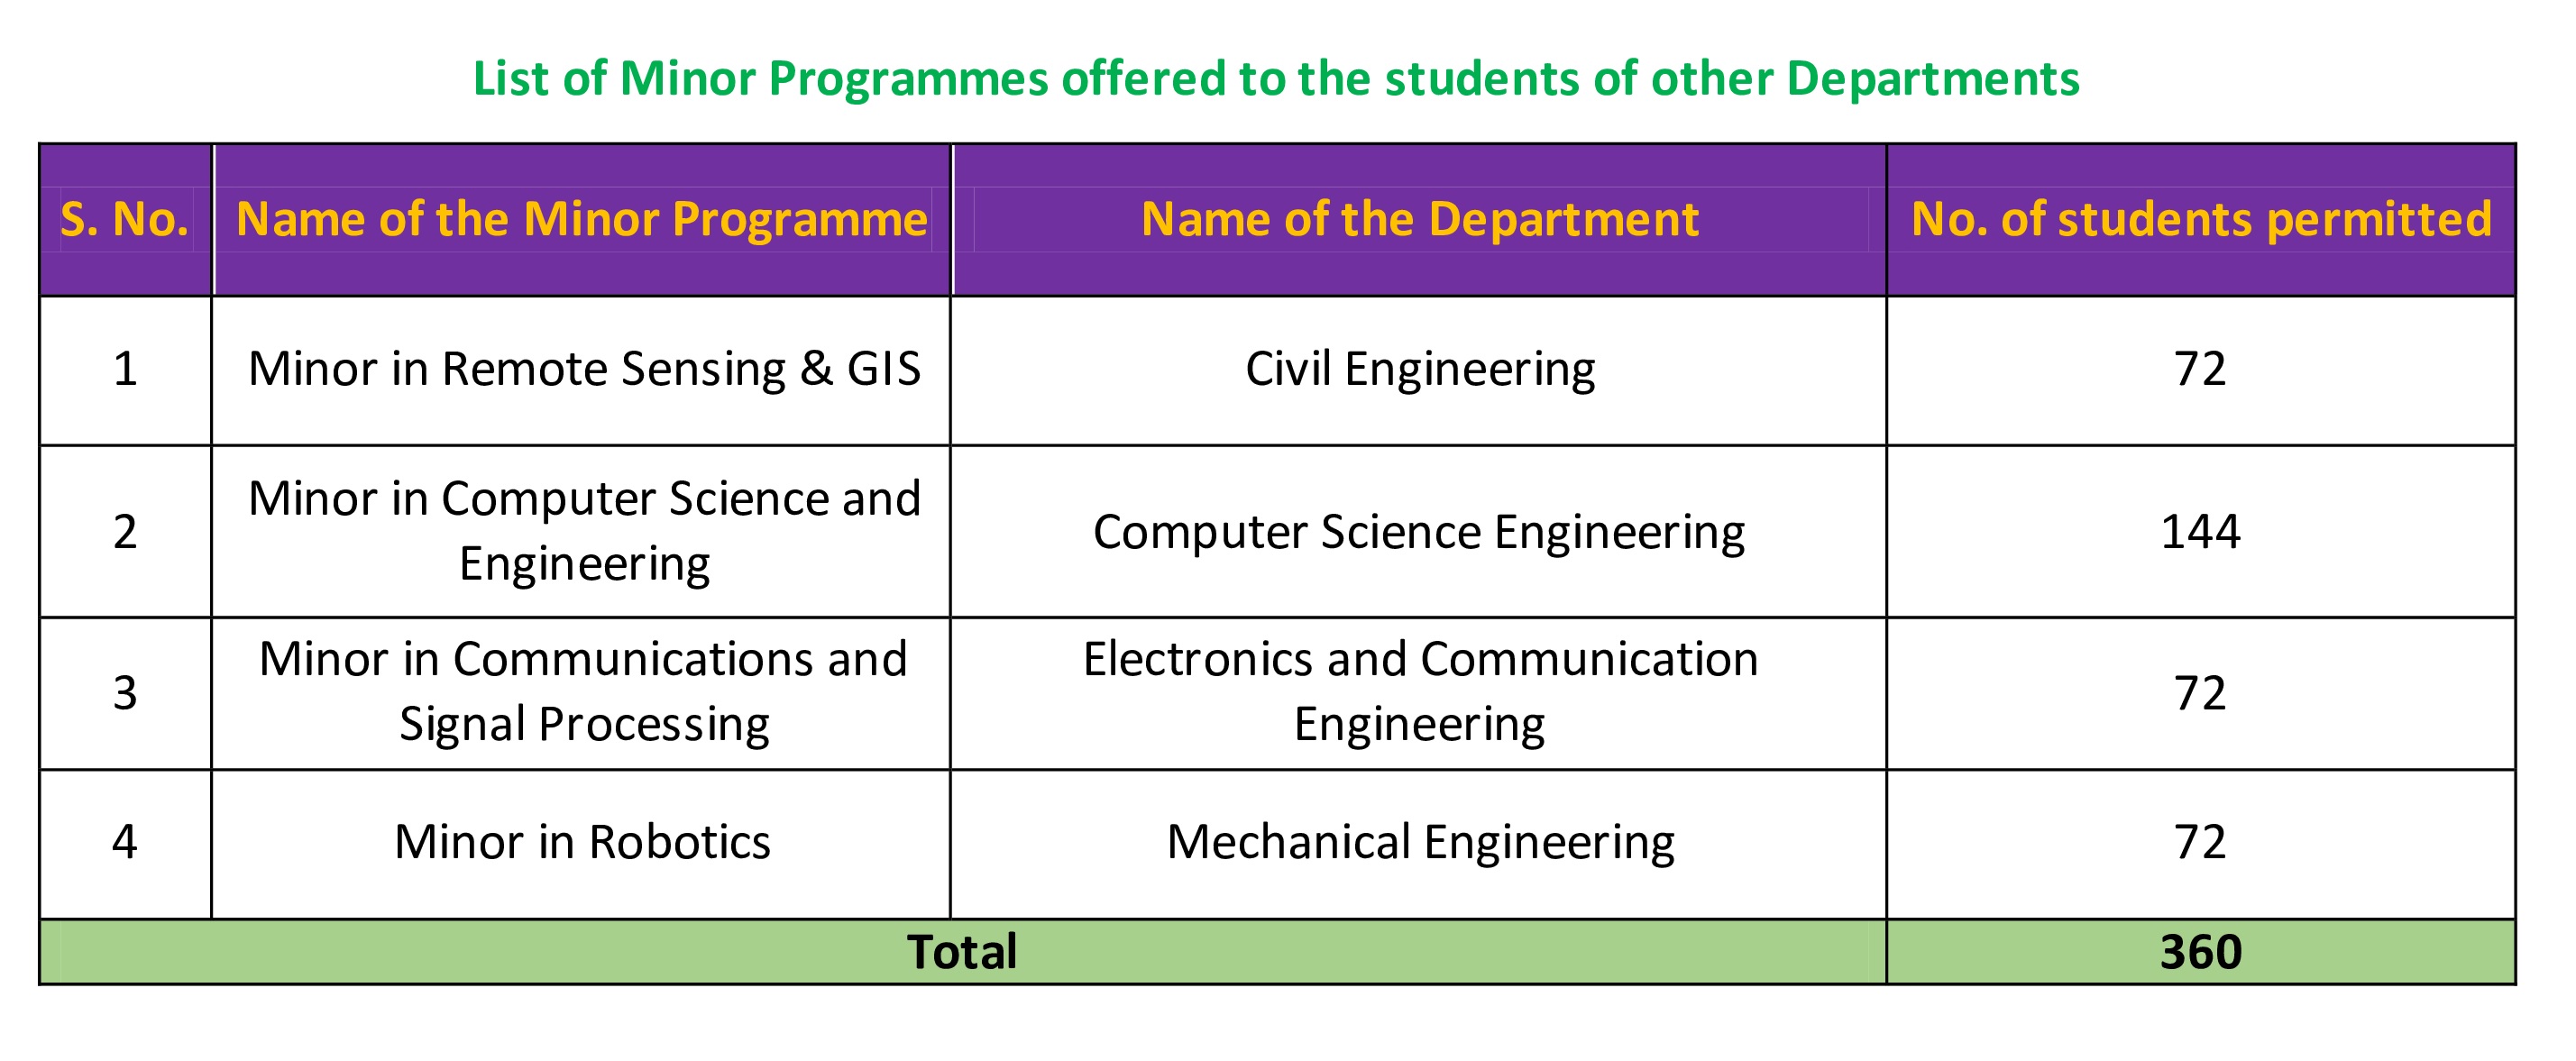 List of Minor Programmes offered to the students of other Departments
S. No. Name of the Minor Programme Name of the Department No. of students permitted
1 Minor in Remote Sensing & GIS Civil Engineering 72
2 Minor in Computer Science and
Engineering Computer Science Engineering 144
3 Minor in Communications and
Signal Processing Electronics and Communication
Engineering 72
4 Minor in Robotics Mechanical Engineering 72
Total 360